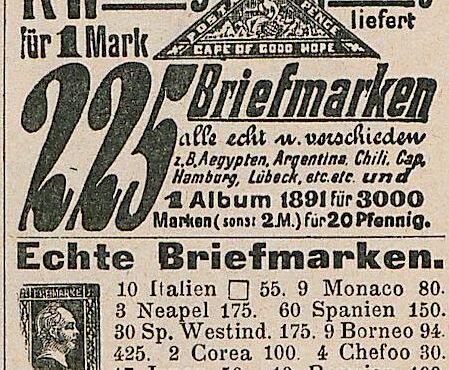 liefert
für 1 Mark
CAPE OF GOOD HOPE
225 Briefmarken
alle echt u. verschieden
z.B. Aegypten, Argentina, Chili, Cap,
Hamburg, Lübeck, etc. etc. und
1 Album 1891 für 3000
Marken (sonst 2 M.) für 20 Pfennig.
Echte Briefmarken.
10 Italien □ 55. 9 Monaco 80.
3 Neapel 175. 60 Spanien 150.
30 Sp. Westind. 175. 9 Borneo 94.
425. 2 Corea 100. 4 Chefoo 30.